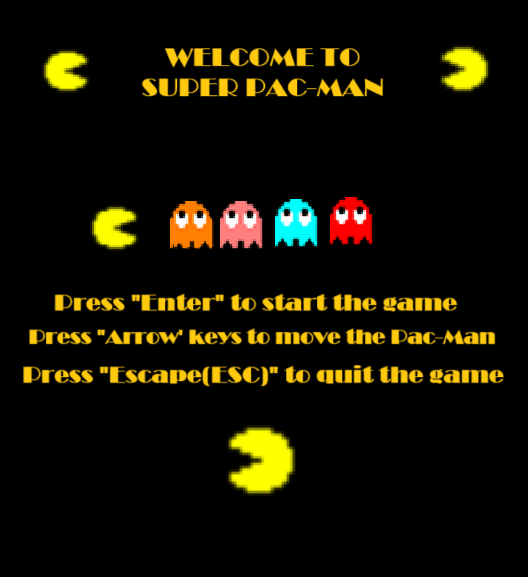 WELCOME TO
SUPER PAC-MAN
Press "Enter" to start the game
Press "Arrow' keys to move the Pac-Man
Press "Escape(ESC)" to quit the game